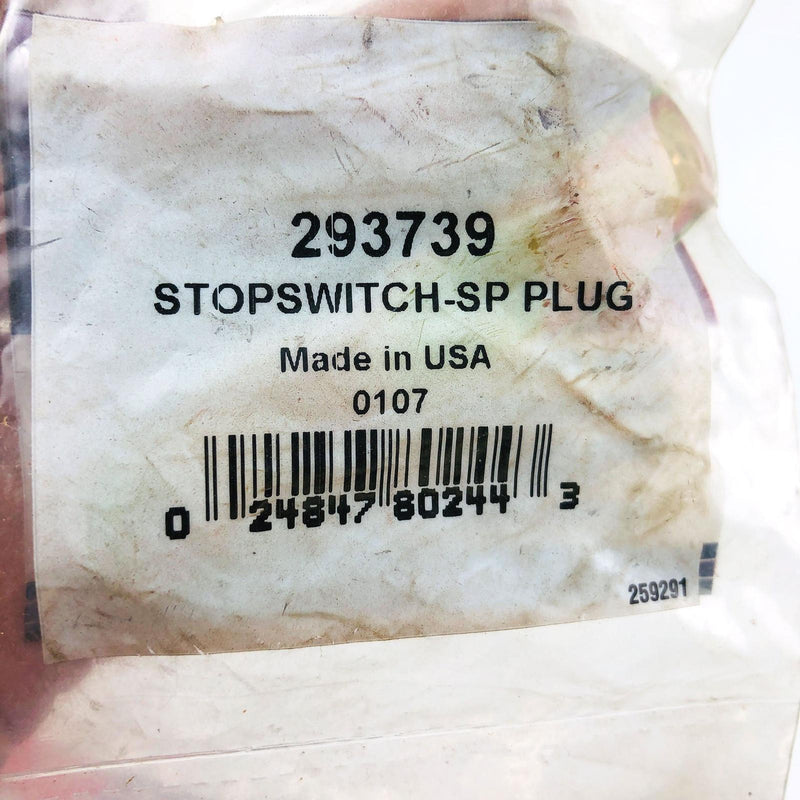 293739
STOPSWITCH-SP PLUG
Made in USA
0107
0 24847 80244 3
259291